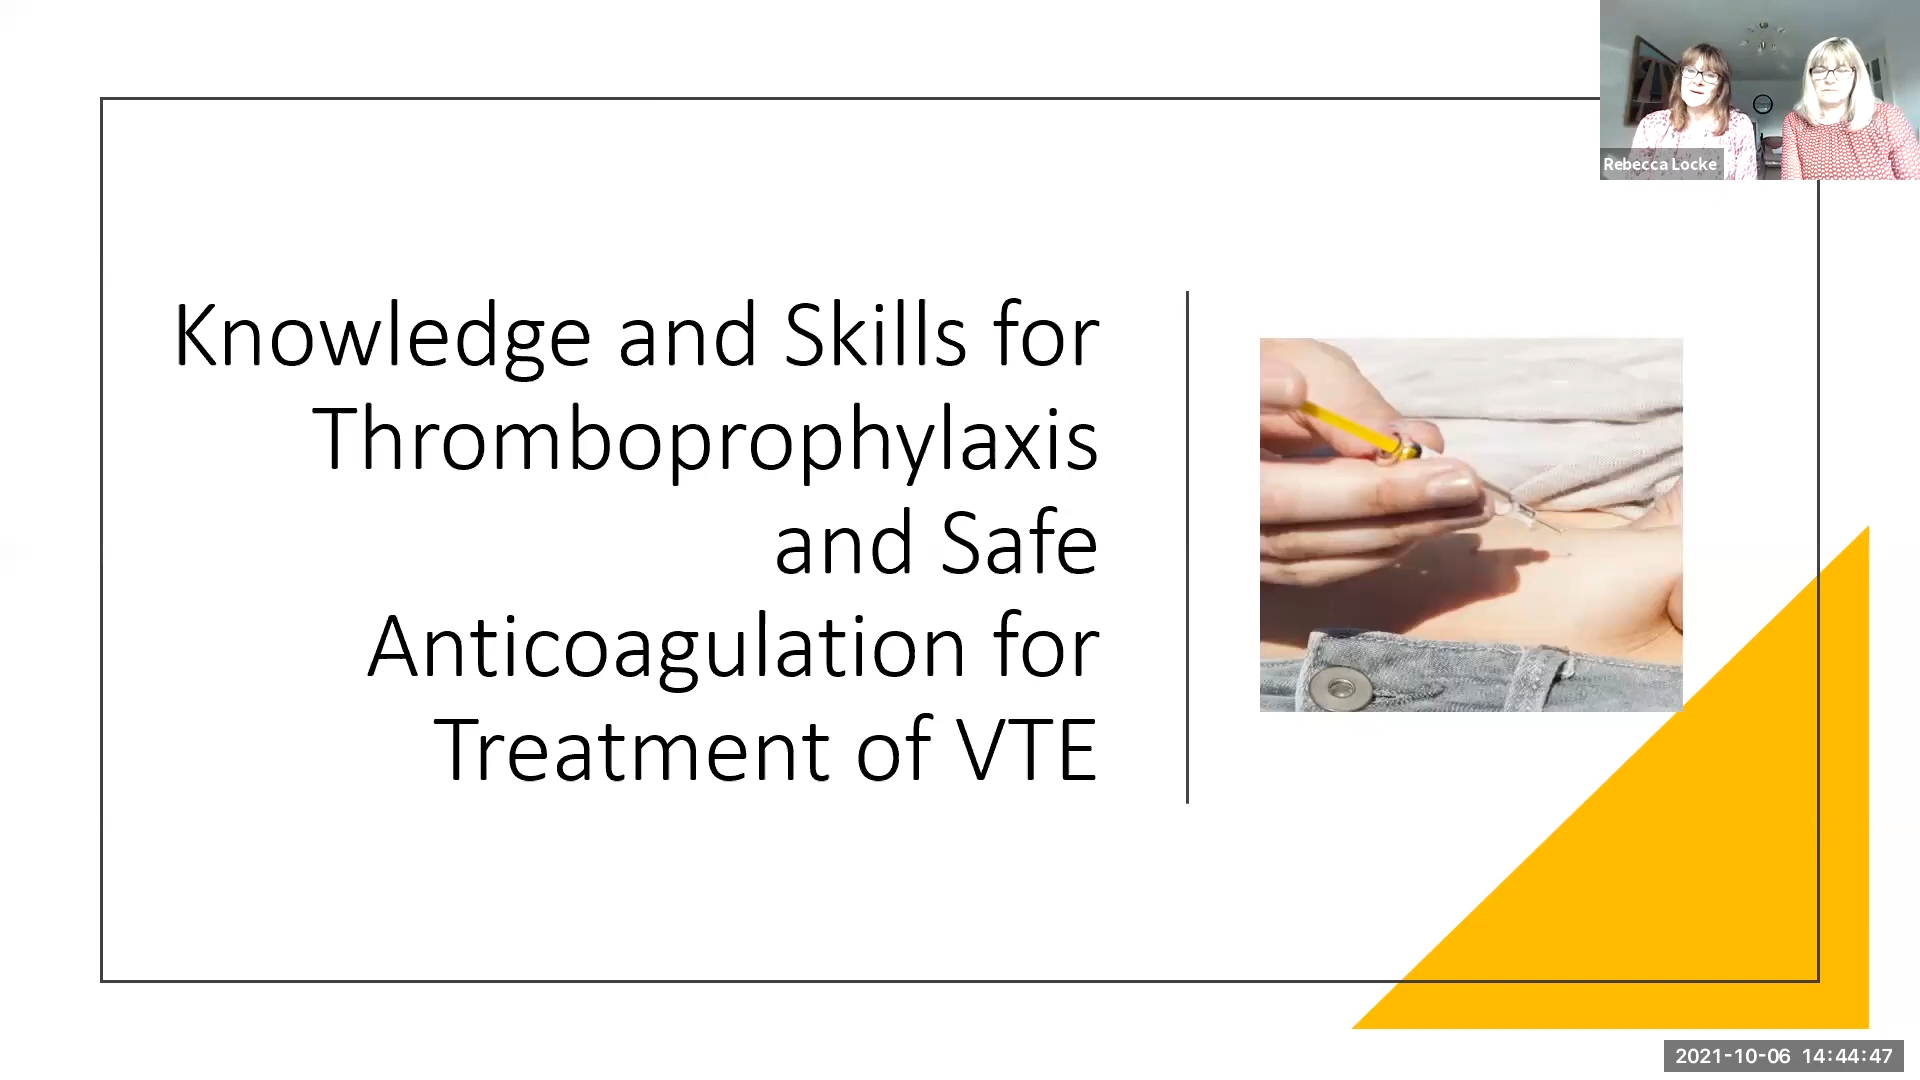 Rebecca Locke
Knowledge and Skills for
Thromboprophylaxis
and Safe
Anticoagulation for
Treatment of VTE
2021-10-06 14:44:47